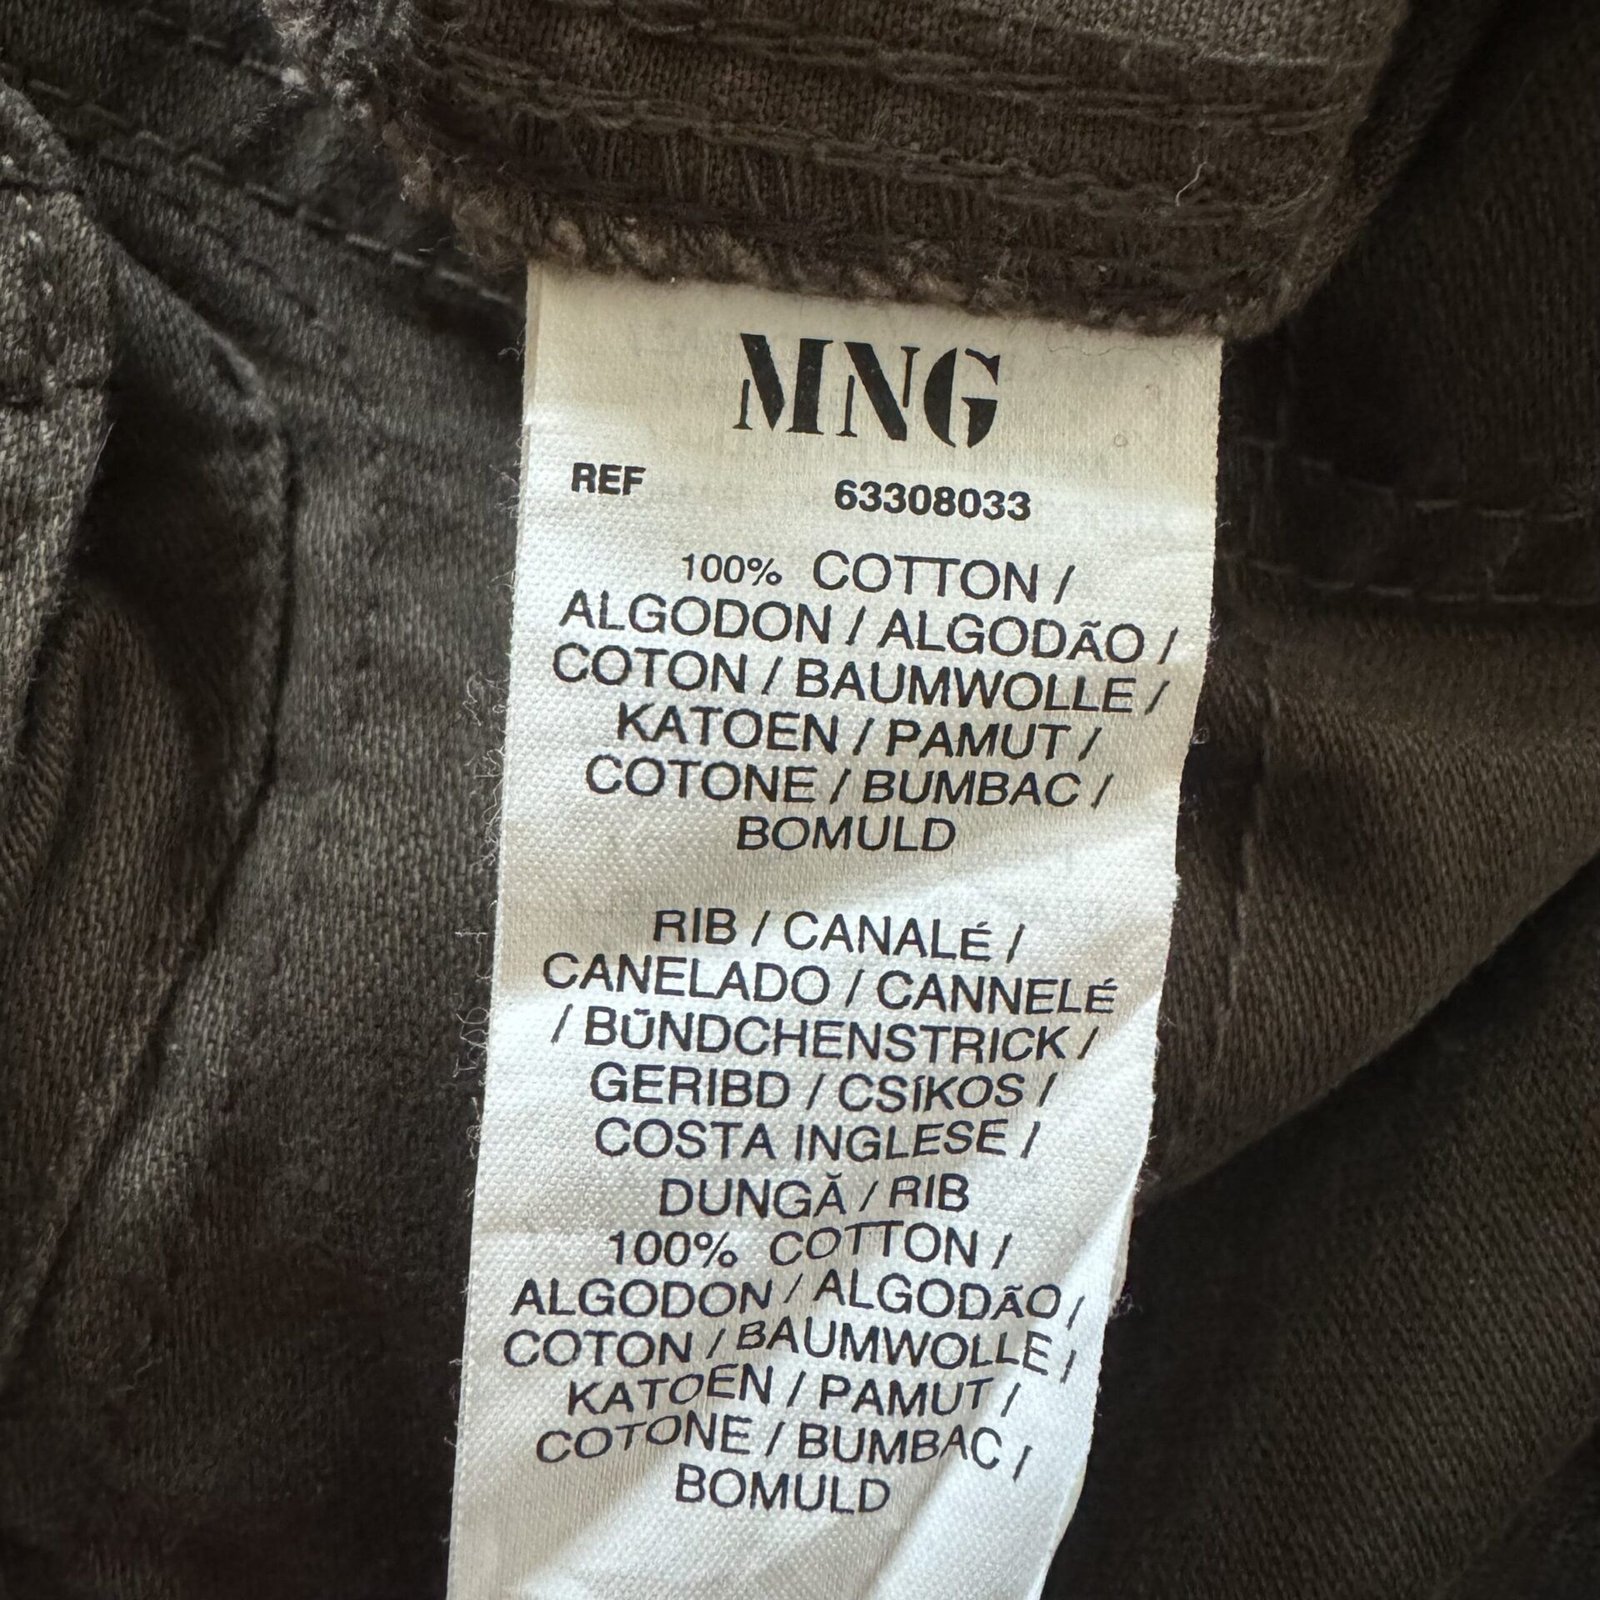 MNG
REF 63308033
100% COTTON /
ALGODON / ALGODÃO /
COTON / BAUMWOLLE /
KATOEN / PAMUT /
COTONE / BUMBAC /
BOMULD
RIB / CANALÉ /
CANELADO / CANNELÉ
/ BÜNDCHENSTRICK /
GERIBD / CSÍKOS /
COSTA INGLESE /
DUNGĂ / RIB
100% COTTON /
ALGODON / ALGODÃO /
COTON / BAUMWOLLE /
KATOEN / PAMUT /
COTONE / BUMBAC /
BOMULD